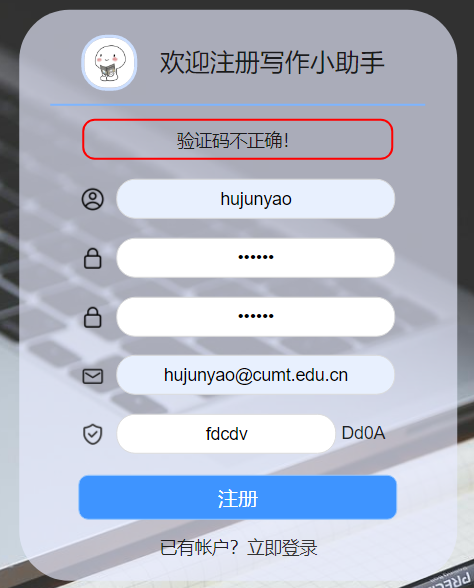 欢迎注册写作小助手
验证码不正确！
hujunyao
••••••
••••••
hujunyao@cumt.edu.cn
fdcdv Dd0A
注册
已有帐户？立即登录